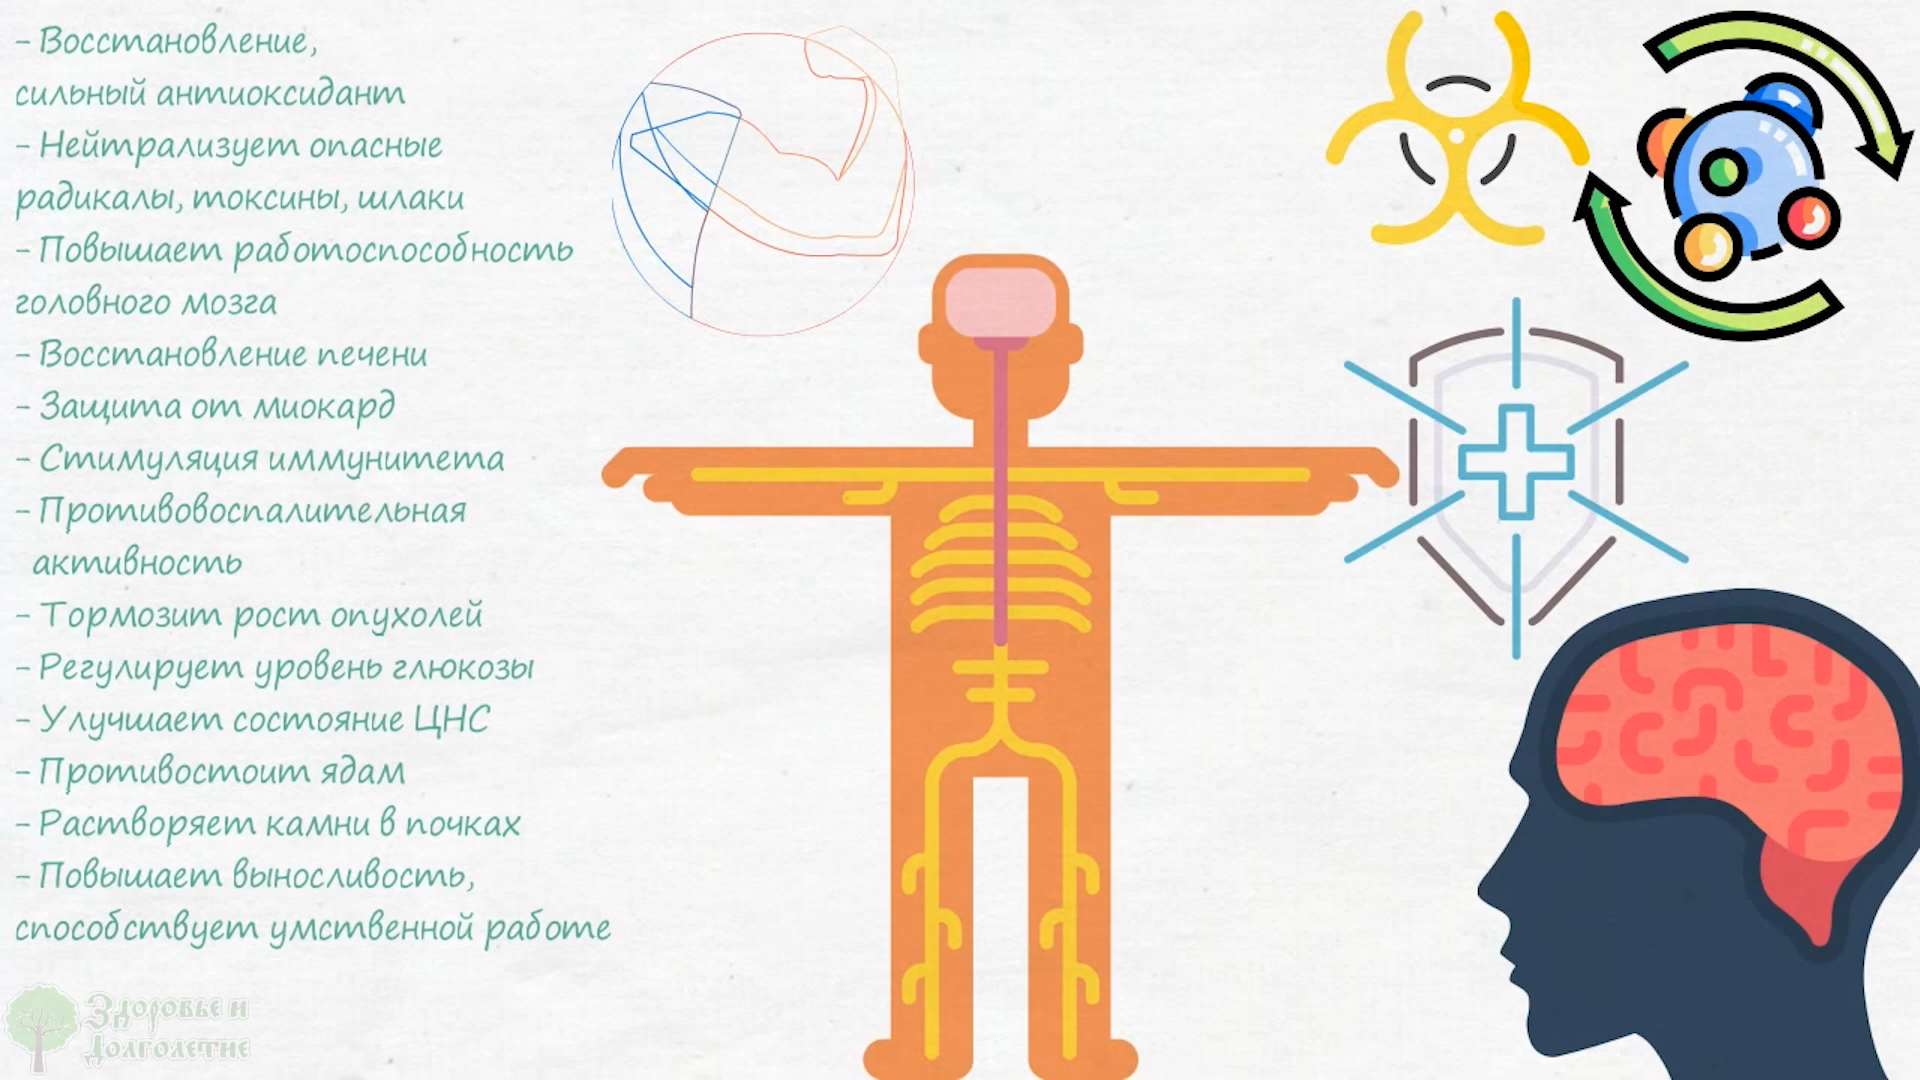 - Восстановление,
сильный антиоксидант
- Нейтрализует опасные
радикалы, токсины, шлаки
- Повышает работоспособность
головного мозга
- Восстановление печени
- Защита от миокард
- Стимуляция иммунитета
- Противовоспалительная
активность
- Тормозит рост опухолей
- Регулирует уровень глюкозы
- Улучшает состояние ЦНС
- Противостоит ядам
- Растворяет камни в почках
- Повышает выносливость,
способствует умственной работе
Здоровье и
Долголетие